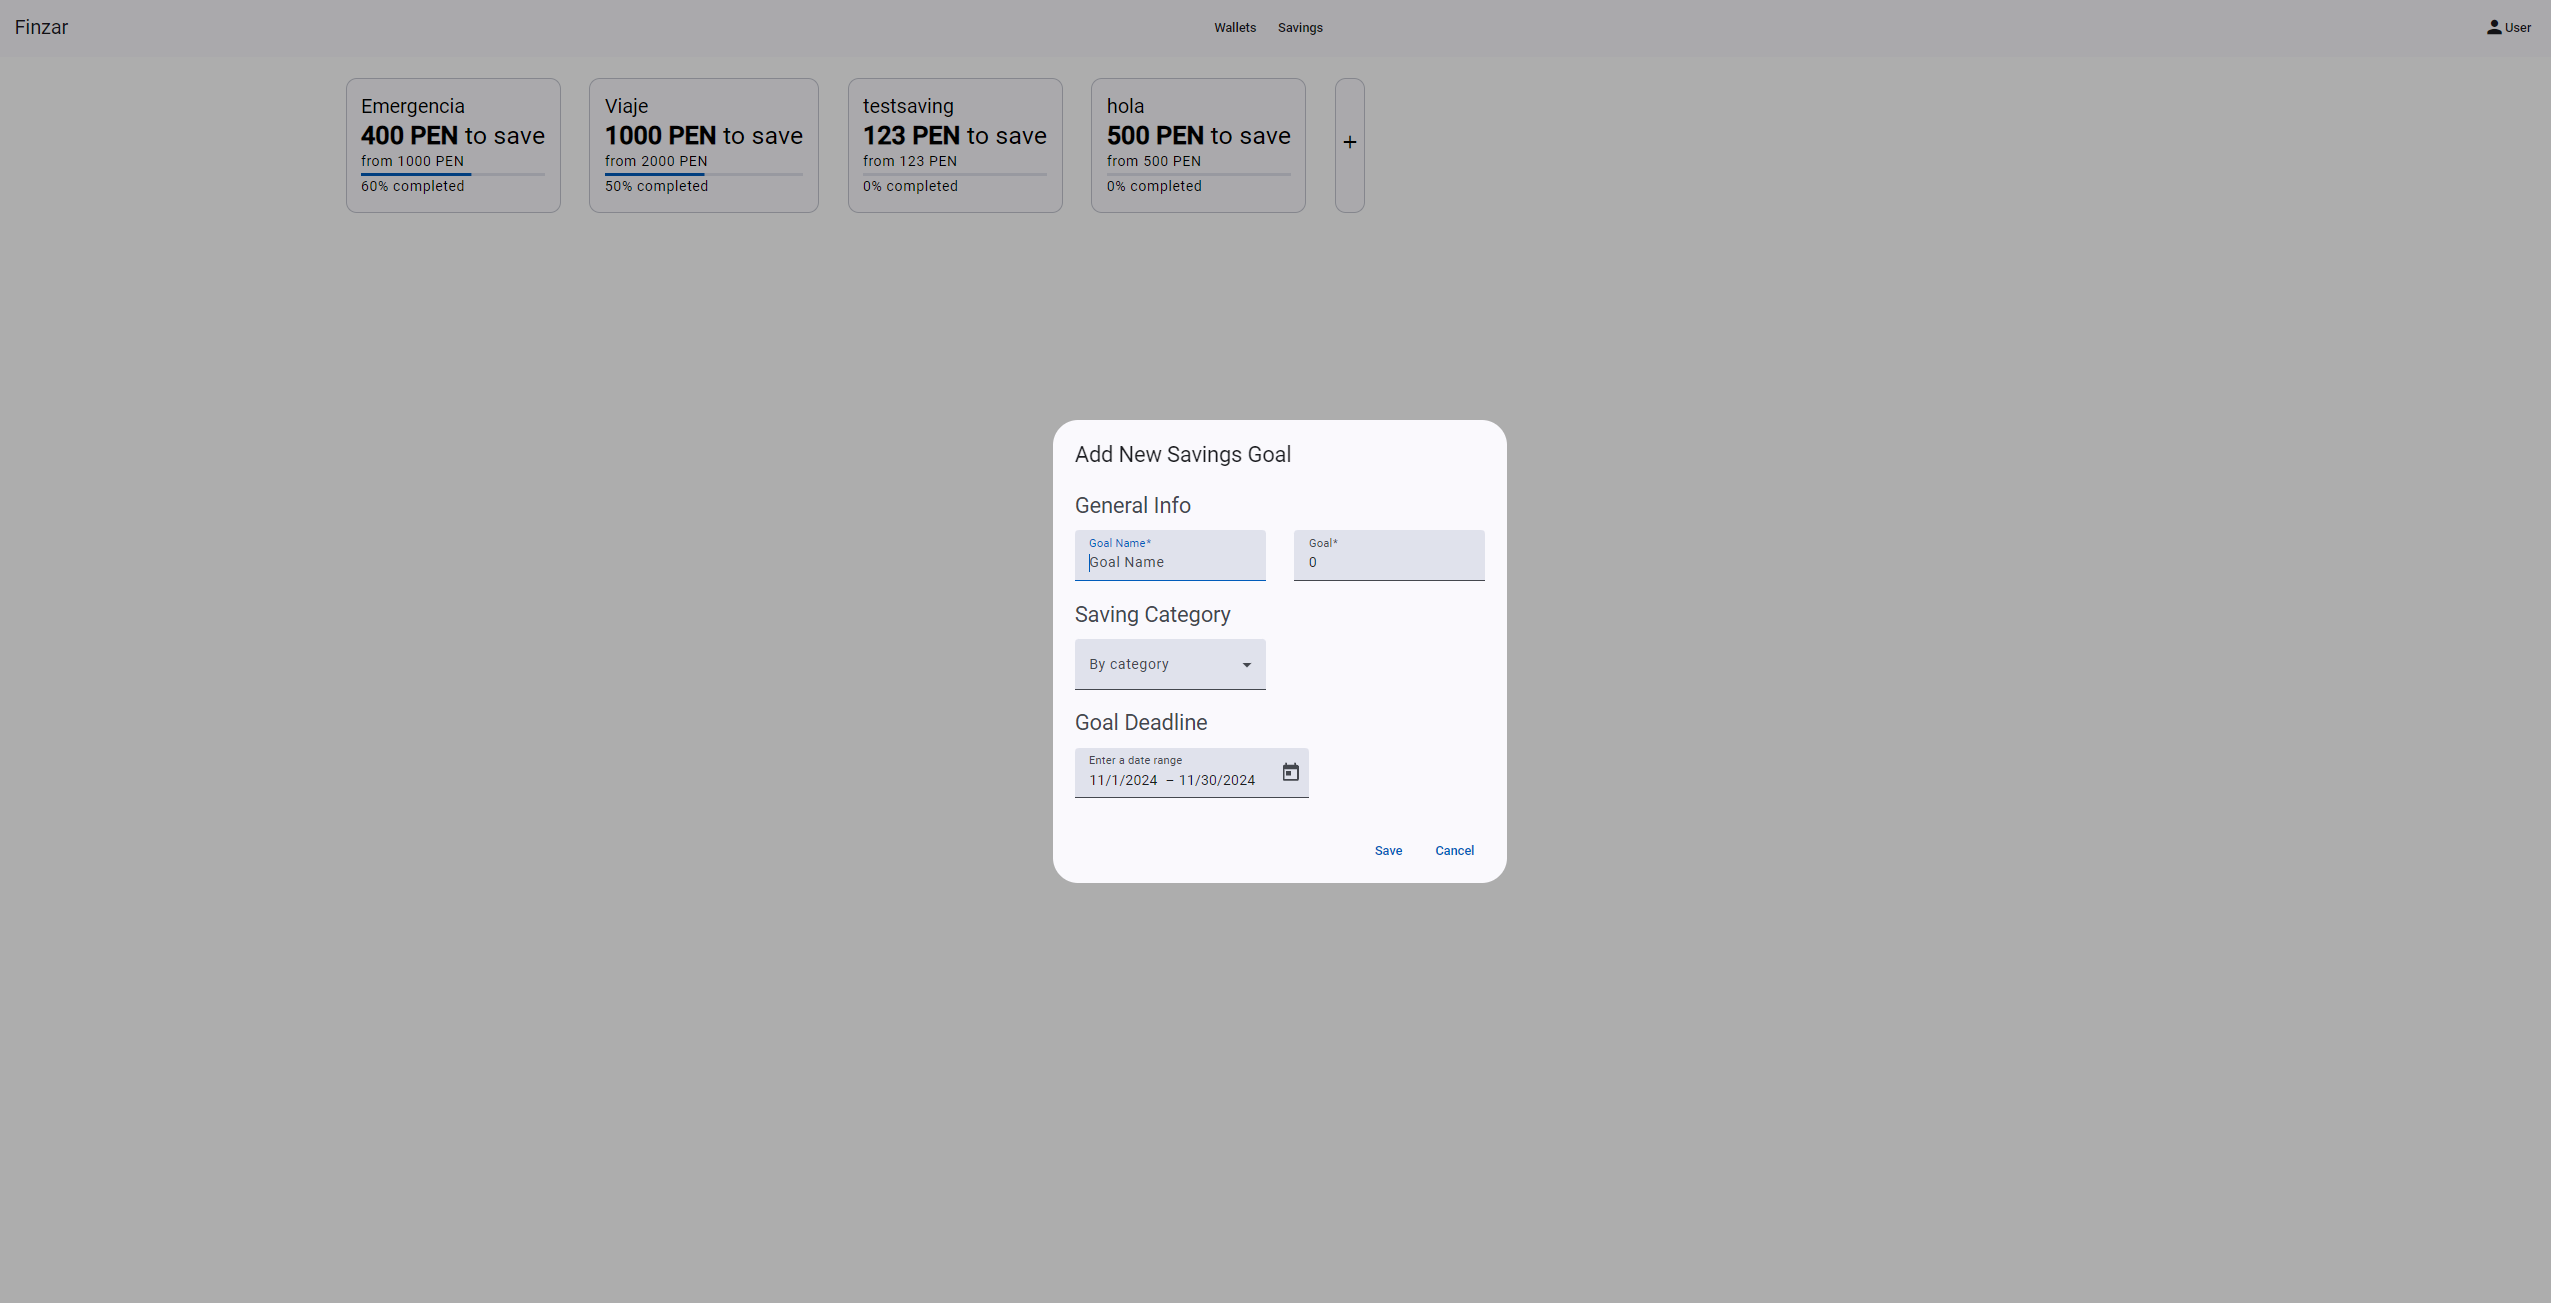 Finzar
Wallets
Savings
User
Emergencia
400 PEN to save
from 1000 PEN
60% completed
Viaje
1000 PEN to save
from 2000 PEN
50% completed
testsaving
123 PEN to save
from 123 PEN
0% completed
hola
500 PEN to save
from 500 PEN
0% completed
+
Add New Savings Goal
General Info
Goal Name*
Goal Name
Goal*
0
Saving Category
By category
Goal Deadline
Enter a date range
11/1/2024 – 11/30/2024
Save
Cancel